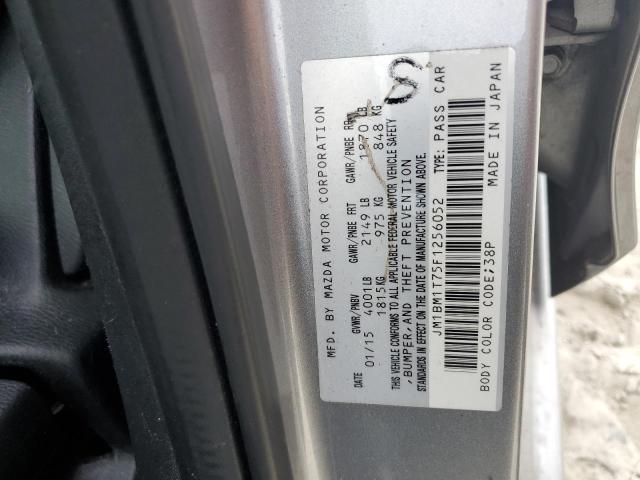 MFD. BY MAZDA MOTOR CORPORATION
DATE GVWR/PNBV GAWR/PNBE FRT GAWR/PNBE RR
01/15 4001LB 2149 LB 1870 LB
1815KG 975 KG 848 KG
THIS VEHICLE CONFORMS TO ALL APPLICABLE FEDERAL MOTOR VEHICLE SAFETY
,BUMPER,AND THEFT PREVENTION
STANDARDS IN EFFECT ON THE DATE OF MANUFACTURE SHOWN ABOVE.
JM1BM1T75F1256052 TYPE: PASS CAR
BODY COLOR CODE;38P MADE IN JAPAN
S